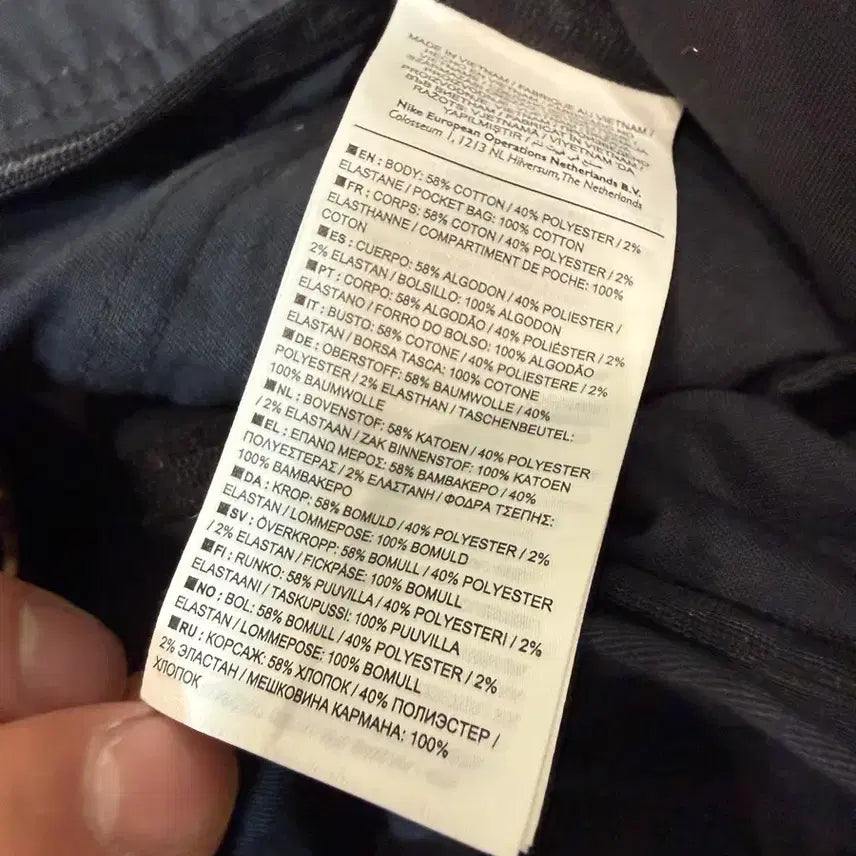 MADE IN VIETNAM / FABRIQUE AU VIETNAM /
YAPILMIŞTIR /
Nike European Operations Netherlands B.V.
Colosseum 1, 1213 NL Hilversum, The Netherlands
EN : BODY: 58% COTTON / 40% POLYESTER / 2%
ELASTANE / POCKET BAG: 100% COTTON
FR : CORPS: 58% COTON / 40% POLYESTER / 2%
ELASTHANNE / COMPARTIMENT DE POCHE: 100%
COTON
ES : CUERPO: 58% ALGODON / 40% POLIESTER /
2% ELASTAN / BOLSILLO: 100% ALGODON
PT : CORPO: 58% ALGODÃO / 40% POLIÉSTER / 2%
ELASTANO / FORRO DO BOLSO: 100% ALGODÃO
IT : BUSTO: 58% COTONE / 40% POLIESTERE / 2%
ELASTAN / BORSA TASCA: 100% COTONE
DE : OBERSTOFF: 58% BAUMWOLLE / 40%
POLYESTER / 2% ELASTHAN / TASCHENBEUTEL:
100% BAUMWOLLE
NL : BOVENSTOF: 58% KATOEN / 40% POLYESTER
/ 2% ELASTAAN / ZAK BINNENSTOF: 100% KATOEN
EL : ΕΠΑΝΩ ΜΕΡΟΣ: 58% ΒΑΜΒΑΚΕΡΟ / 40%
ΠΟΛΥΕΣΤΕΡΑΣ / 2% ΕΛΑΣΤΑΝΗ / ΦΟΔΡΑ ΤΣΕΠΗΣ:
100% ΒΑΜΒΑΚΕΡΟ
DA : KROP: 58% BOMULD / 40% POLYESTER / 2%
ELASTAN / LOMMEPOSE: 100% BOMULD
SV : ÖVERKROPP: 58% BOMULL / 40% POLYESTER
/ 2% ELASTAN / FICKPÅSE: 100% BOMULL
FI : RUNKO: 58% PUUVILLA / 40% POLYESTERI / 2%
ELASTAANI / TASKUPUSSI: 100% PUUVILLA
NO : BOL: 58% BOMULL / 40% POLYESTER / 2%
ELASTAN / LOMMEPOSE: 100% BOMULL
RU : КОРСАЖ: 58% ХЛОПОК / 40% ПОЛИЭСТЕР /
2% ЭЛАСТАН / МЕШКОВИНА КАРМАНА: 100%
ХЛОПОК